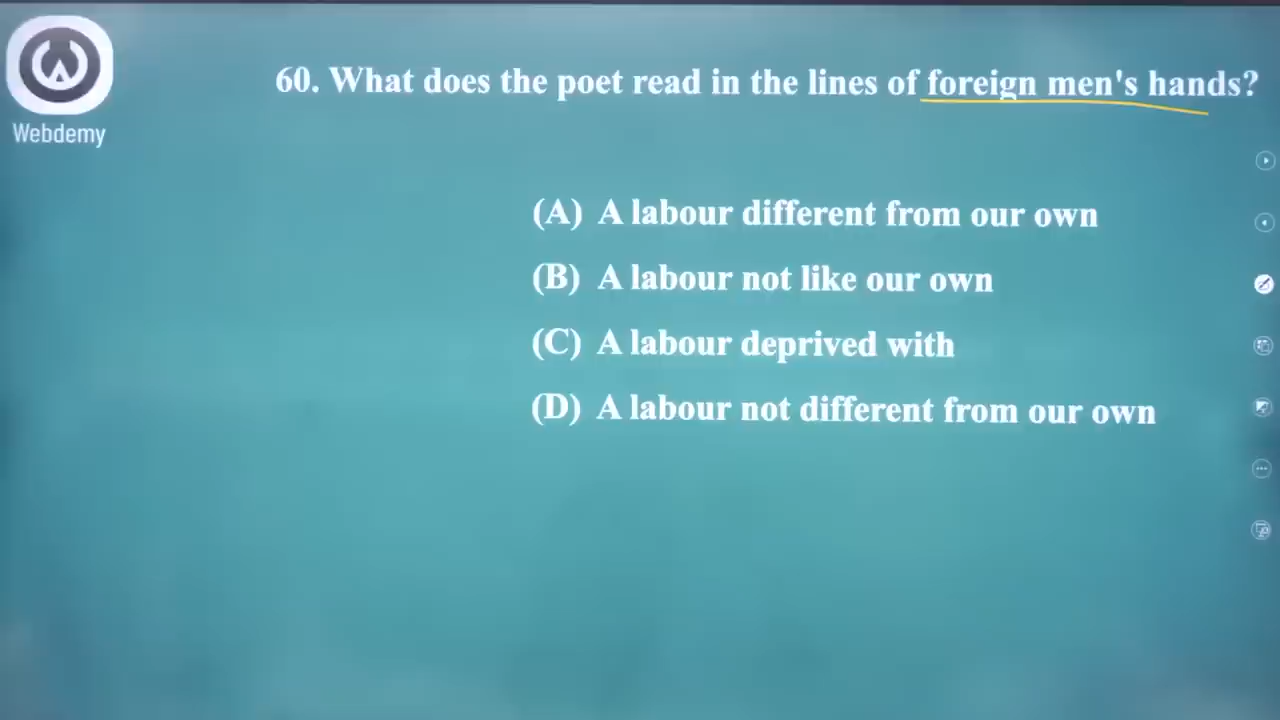 60. What does the poet read in the lines of foreign men's hands?
Webdemy
(A) A labour different from our own
(B) A labour not like our own
(C) A labour deprived with
(D) A labour not different from our own